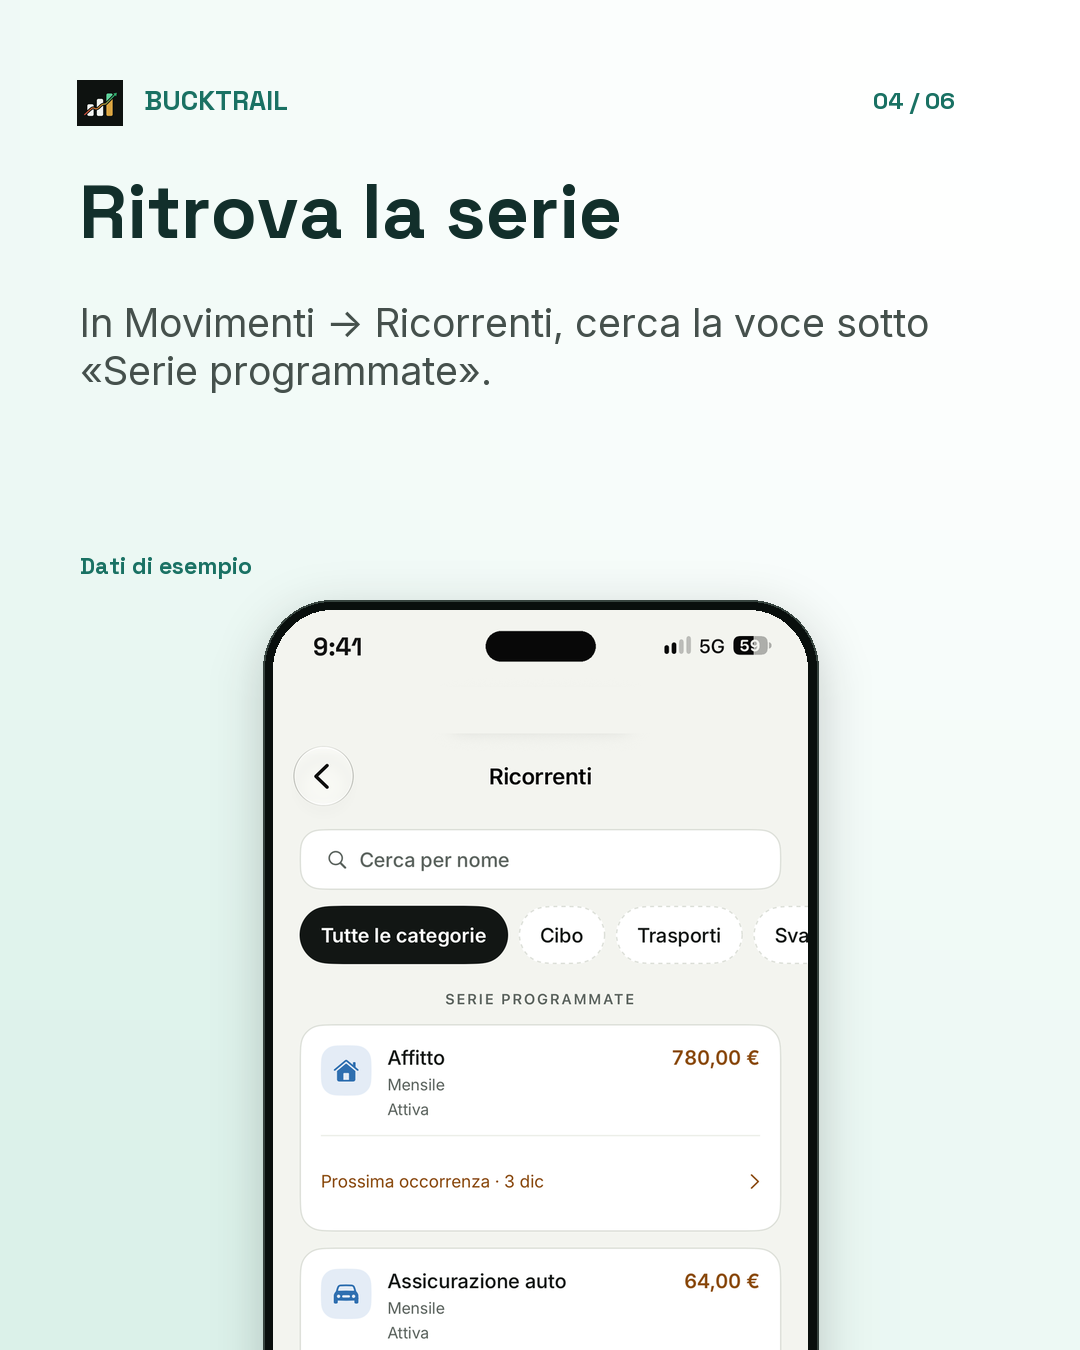 BUCKTRAIL
04 / 06
Ritrova la serie
In Movimenti → Ricorrenti, cerca la voce sotto
«Serie programmate».
Dati di esempio
9:41
5G
59
Ricorrenti
Cerca per nome
Tutte le categorie
Cibo
Trasporti
Sva
SERIE PROGRAMMATE
Affitto
780,00 €
Mensile
Attiva
Prossima occorrenza · 3 dic
Assicurazione auto
64,00 €
Mensile
Attiva